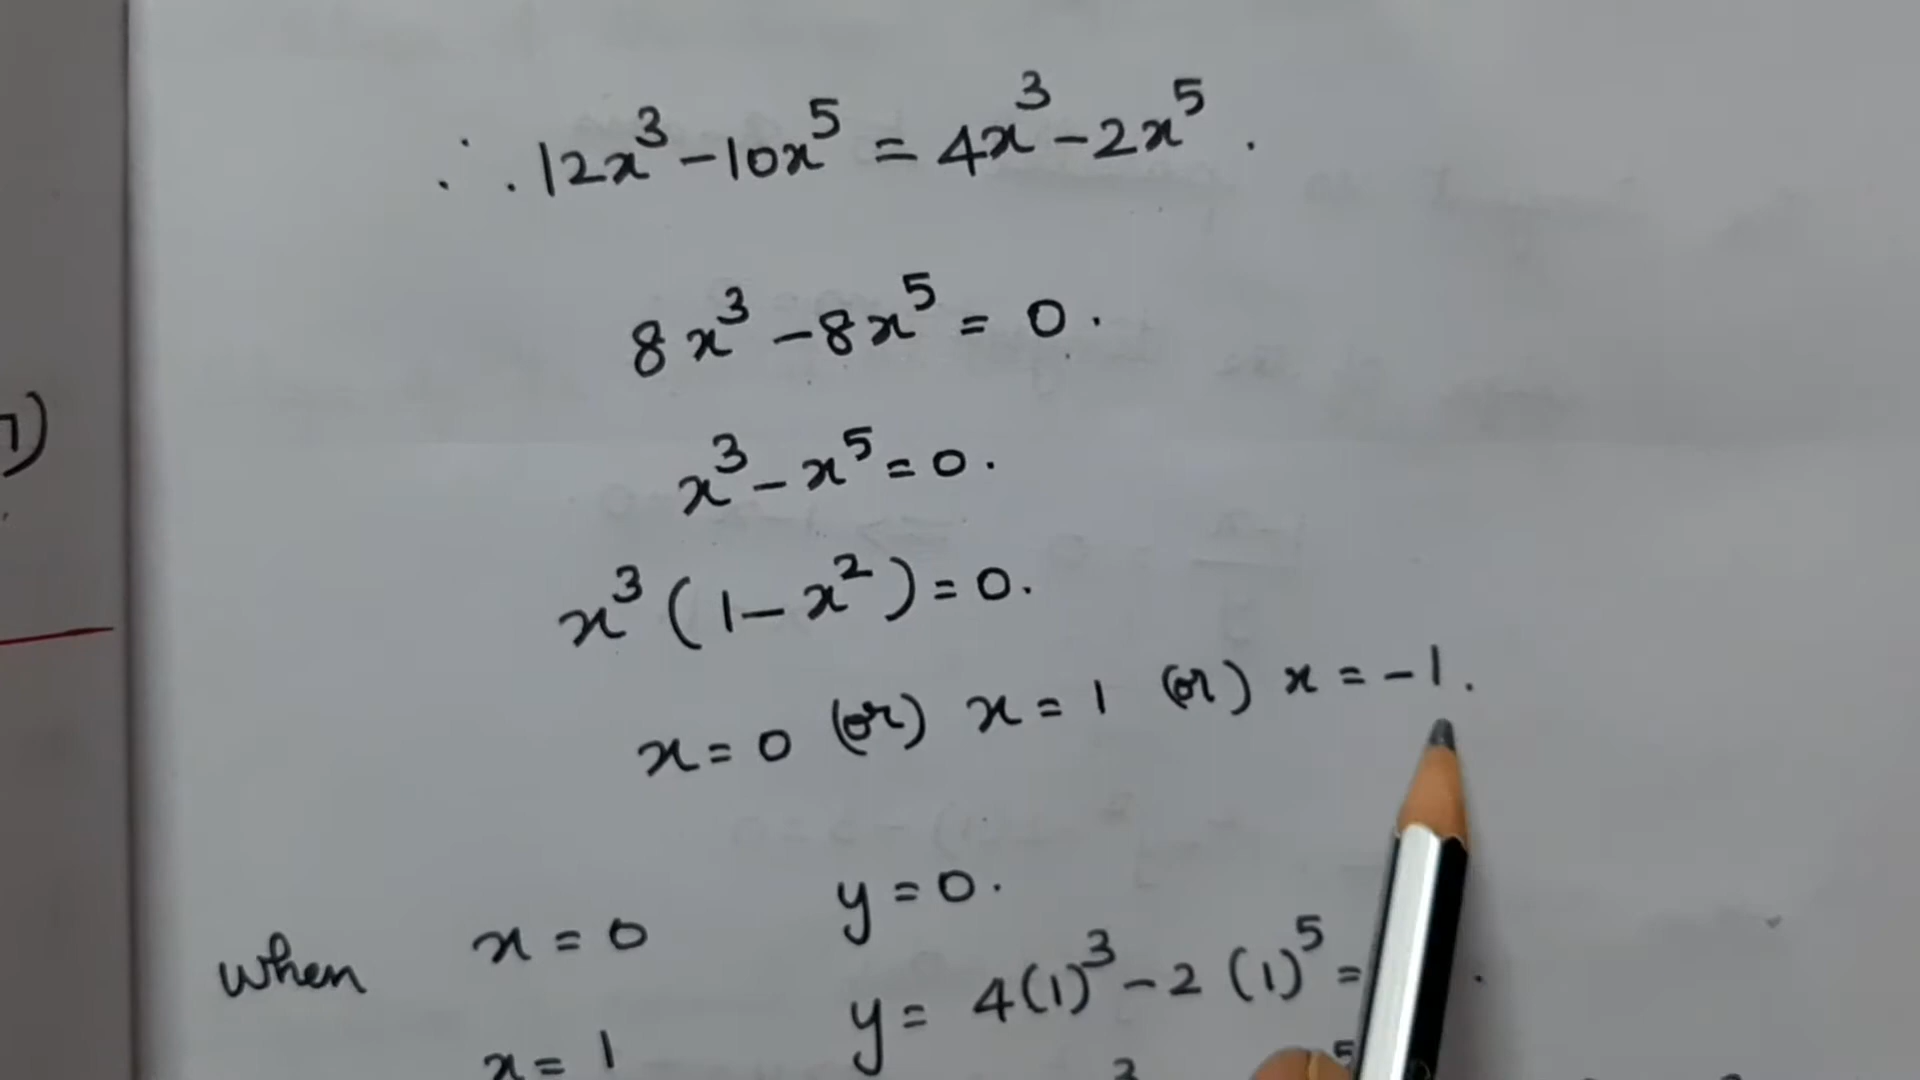 7)
∴ 12x³ – 10x⁵ = 4x³ – 2x⁵.
8x³ – 8x⁵ = 0.
x³ – x⁵ = 0.
x³ (1 – x²) = 0.
x = 0 (or) x = 1 (or) x = -1.
When x = 0 y = 0.
x = 1 y = 4(1)³ – 2 (1)⁵ =